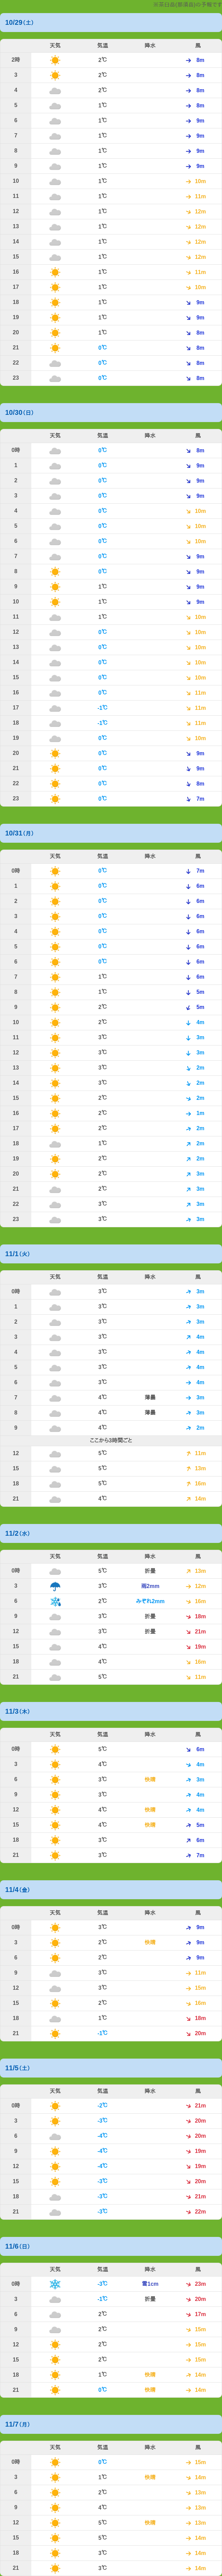 10/29(土)
天気 気温 降水 風
2時 2℃ 8m
3 2℃ 8m
4 1℃ 8m
5 1℃ 8m
6 1℃ 9m
7 1℃ 9m
8 1℃ 9m
9 1℃ 9m
10 1℃ 10m
11 1℃ 11m
12 1℃ 12m
13 1℃ 12m
14 1℃ 12m
15 1℃ 12m
16 1℃ 11m
17 1℃ 10m
18 1℃ 9m
19 1℃ 9m
20 1℃ 8m
21 0℃ 8m
22 0℃ 8m
23 0℃ 8m
10/30(日)
天気 気温 降水 風
0時 0℃ 8m
1 0℃ 9m
2 0℃ 9m
3 0℃ 9m
4 0℃ 10m
5 0℃ 10m
6 0℃ 10m
7 0℃ 9m
8 0℃ 9m
9 1℃ 9m
10 1℃ 9m
11 1℃ 10m
12 0℃ 10m
13 0℃ 10m
14 0℃ 10m
15 0℃ 10m
16 0℃ 11m
17 -1℃ 11m
18 -1℃ 11m
19 0℃ 10m
20 0℃ 9m
21 0℃ 9m
22 0℃ 8m
23 0℃ 7m
10/31(月)
天気 気温 降水 風
0時 0℃ 7m
1 0℃ 6m
2 0℃ 6m
3 0℃ 6m
4 0℃ 6m
5 0℃ 6m
6 0℃ 6m
7 1℃ 6m
8 1℃ 5m
9 2℃ 5m
10 2℃ 4m
11 3℃ 3m
12 3℃ 3m
13 3℃ 2m
14 3℃ 2m
15 2℃ 2m
16 2℃ 1m
17 2℃ 2m
18 1℃ 2m
19 2℃ 2m
20 2℃ 3m
21 2℃ 3m
22 3℃ 3m
23 3℃ 3m
11/1(火)
天気 気温 降水 風
0時 3℃ 3m
1 3℃ 3m
2 3℃ 3m
3 3℃ 4m
4 3℃ 4m
5 3℃ 4m
6 3℃ 4m
7 4℃ 薄曇 3m
8 4℃ 薄曇 3m
9 4℃ 2m
ここから3時間ごと
12 5℃ 11m
15 5℃ 13m
18 5℃ 16m
21 4℃ 14m
11/2(水)
天気 気温 降水 風
0時 5℃ 折曇 13m
3 3℃ 雨2mm 12m
6 2℃ みぞれ2mm 16m
9 3℃ 折曇 18m
12 3℃ 折曇 21m
15 4℃ 19m
18 4℃ 16m
21 5℃ 11m
11/3(木)
天気 気温 降水 風
0時 5℃ 6m
3 4℃ 4m
6 3℃ 快晴 3m
9 3℃ 4m
12 4℃ 快晴 4m
15 4℃ 快晴 5m
18 3℃ 6m
21 3℃ 7m
11/4(金)
天気 気温 降水 風
0時 3℃ 9m
3 2℃ 快晴 9m
6 2℃ 9m
9 3℃ 11m
12 3℃ 15m
15 2℃ 16m
18 1℃ 18m
21 -1℃ 20m
11/5(土)
天気 気温 降水 風
0時 -2℃ 21m
3 -3℃ 20m
6 -4℃ 20m
9 -4℃ 19m
12 -4℃ 19m
15 -3℃ 20m
18 -3℃ 21m
21 -3℃ 22m
11/6(日)
天気 気温 降水 風
0時 -3℃ 雪1cm 23m
3 -1℃ 折曇 20m
6 2℃ 17m
9 2℃ 15m
12 2℃ 15m
15 2℃ 15m
18 1℃ 快晴 14m
21 0℃ 快晴 14m
11/7(月)
天気 気温 降水 風
0時 0℃ 15m
3 1℃ 快晴 14m
6 2℃ 13m
9 4℃ 13m
12 5℃ 快晴 13m
15 5℃ 14m
18 3℃ 14m
21 3℃ 14m